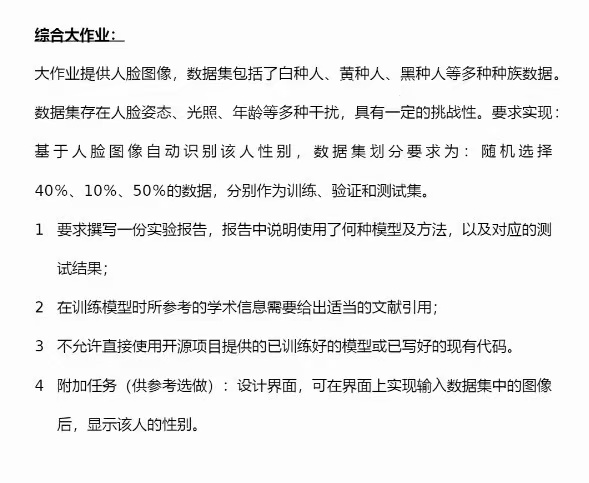 综合大作业：
大作业提供人脸图像，数据集包括了白种人、黄种人、黑种人等多种种族数据。
数据集存在人脸姿态、光照、年龄等多种干扰，具有一定的挑战性。要求实现：
基于人脸图像自动识别该人性别，数据集划分要求为：随机选择
40%、10%、50%的数据，分别作为训练、验证和测试集。
1 要求撰写一份实验报告，报告中说明使用了何种模型及方法，以及对应的测
试结果；
2 在训练模型时所参考的学术信息需要给出适当的文献引用；
3 不允许直接使用开源项目提供的已训练好的模型或已写好的现有代码。
4 附加任务（供参考选做）：设计界面，可在界面上实现输入数据集中的图像
后，显示该人的性别。